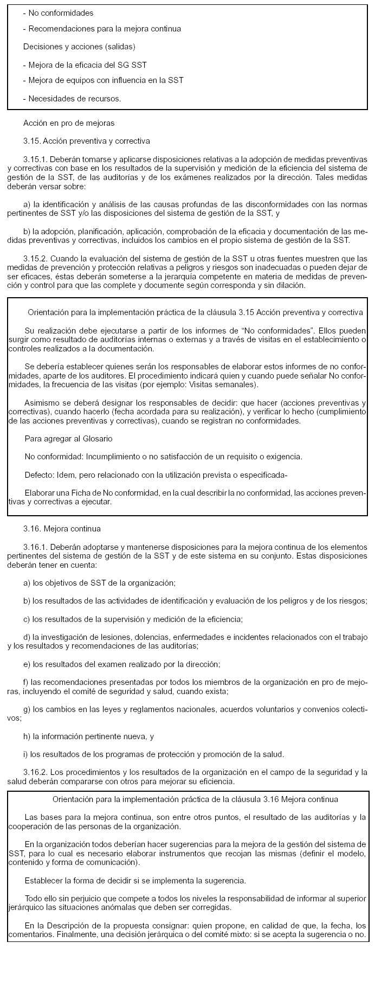 - No conformidades
- Recomendaciones para la mejora continua
Decisiones y acciones (salidas)
- Mejora de la eficacia del SG SST
- Mejora de equipos con influencia en la SST
- Necesidades de recursos.
Acción en pro de mejoras
3.15. Acción preventiva y correctiva
3.15.1. Deberán tomarse y aplicarse disposiciones relativas a la adopción de medidas preventivas
y correctivas con base en los resultados de la supervisión y medición de la eficiencia del sistema de
gestión de la SST, de las auditorías y de los exámenes realizados por la dirección. Tales medidas
deberán versar sobre:
a) la identificación y análisis de las causas profundas de las disconformidades con las normas
pertinentes de SST y/o las disposiciones del sistema de gestión de la SST, y
b) la adopción, planificación, aplicación, comprobación de la eficacia y documentación de las me-
didas preventivas y correctivas, incluidos los cambios en el propio sistema de gestión de la SST.
3.15.2. Cuando la evaluación del sistema de gestión de la SST u otras fuentes muestren que las
medidas de prevención y protección relativas a peligros y riesgos son inadecuadas o pueden dejar de
ser eficaces, éstas deberán someterse a la jerarquía competente en materia de medidas de preven-
ción y control para que las complete y documente según corresponda y sin dilación.
Orientación para la implementación práctica de la cláusula 3.15 Acción preventiva y correctiva
Su realización debe ejecutarse a partir de los informes de “No conformidades”. Ellos pueden
surgir como resultado de auditorías internas o externas y a través de visitas en el establecimiento o
controles realizados a la documentación.
Se debería establecer quienes serán los responsables de elaborar estos informes de no confor-
midades, aparte de los auditores. El procedimiento indicará quien y cuando puede señalar No confor-
midades, la frecuencia de las visitas (por ejemplo: Visitas semanales).
Asimismo se deberá designar los responsables de decidir: que hacer (acciones preventivas y
correctivas), cuando hacerlo (fecha acordada para su realización), y verificar lo hecho (cumplimiento
de las acciones preventivas y correctivas), cuando se registran no conformidades.
Para agregar al Glosario
No conformidad: Incumplimiento o no satisfacción de un requisito o exigencia.
Defecto: Idem, pero relacionado con la utilización prevista o especificada-
Elaborar una Ficha de No conformidad, en la cual describir la no conformidad, las acciones preven-
tivas y correctivas a ejecutar.
3.16. Mejora continua
3.16.1. Deberán adoptarse y mantenerse disposiciones para la mejora continua de los elementos
pertinentes del sistema de gestión de la SST y de este sistema en su conjunto. Estas disposiciones
deberán tener en cuenta:
a) los objetivos de SST de la organización;
b) los resultados de las actividades de identificación y evaluación de los peligros y de los riesgos;
c) los resultados de la supervisión y medición de la eficiencia;
d) la investigación de lesiones, dolencias, enfermedades e incidentes relacionados con el trabajo
y los resultados y recomendaciones de las auditorías;
e) los resultados del examen realizado por la dirección;
f) las recomendaciones presentadas por todos los miembros de la organización en pro de mejo-
ras, incluyendo el comité de seguridad y salud, cuando exista;
g) los cambios en las leyes y reglamentos nacionales, acuerdos voluntarios y convenios colecti-
vos;
h) la información pertinente nueva, y
i) los resultados de los programas de protección y promoción de la salud.
3.16.2. Los procedimientos y los resultados de la organización en el campo de la seguridad y la
salud deberán compararse con otros para mejorar su eficiencia.
Orientación para la implementación práctica de la cláusula 3.16 Mejora continua
Las bases para la mejora continua, son entre otros puntos, el resultado de las auditorías y la
cooperación de las personas de la organización.
En la organización todos deberían hacer sugerencias para la mejora de la gestión del sistema de
SST, para lo cual es necesario elaborar instrumentos que recojan las mismas (definir el modelo,
contenido y forma de comunicación).
Establecer la forma de decidir si se implementa la sugerencia.
Todo ello sin perjuicio que compete a todos los niveles la responsabilidad de informar al superior
jerárquico las situaciones anómalas que deben ser corregidas.
En la Descripción de la propuesta consignar: quien propone, en calidad de que, la fecha, los
comentarios. Finalmente, una decisión jerárquica o del comité mixto: si se acepta la sugerencia o no.